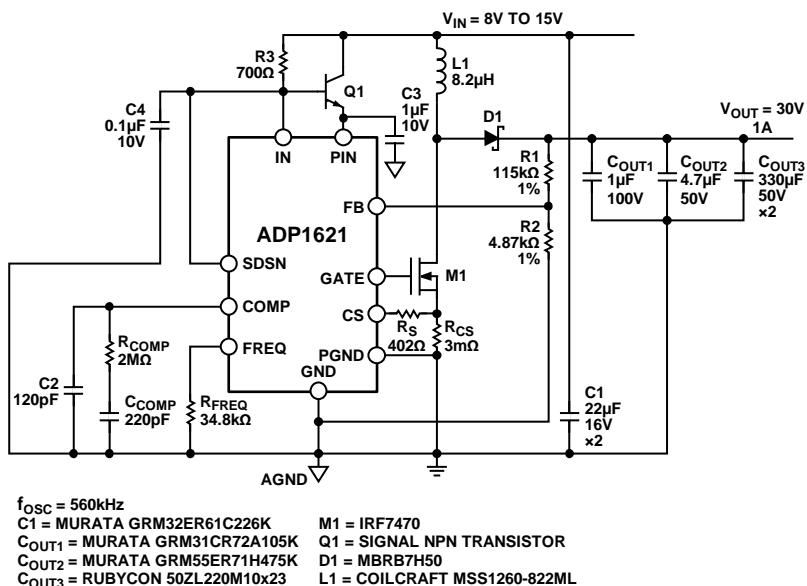 V_IN = 8V TO 15V
R3
700Ω
L1
8.2µH
Q1
C4
0.1µF
10V
C3
1µF
10V
D1
V_OUT = 30V
1A
IN
PIN
R1
115kΩ
1%
C_OUT1
1µF
100V
C_OUT2
4.7µF
50V
C_OUT3
330µF
50V
×2
FB
ADP1621
R2
4.87kΩ
1%
SDSN
GATE
M1
COMP
CS
R_S
402Ω
R_CS
3mΩ
R_COMP
2MΩ
FREQ
PGND
GND
C2
120pF
C_COMP
220pF
R_FREQ
34.8kΩ
C1
22µF
16V
×2
AGND
f_OSC = 560kHz
C1 = MURATA GRM32ER61C226K
C_OUT1 = MURATA GRM31CR72A105K
C_OUT2 = MURATA GRM55ER71H475K
C_OUT3 = RUBYCON 50ZL220M10x23
M1 = IRF7470
Q1 = SIGNAL NPN TRANSISTOR
D1 = MBRB7H50
L1 = COILCRAFT MSS1260-822ML